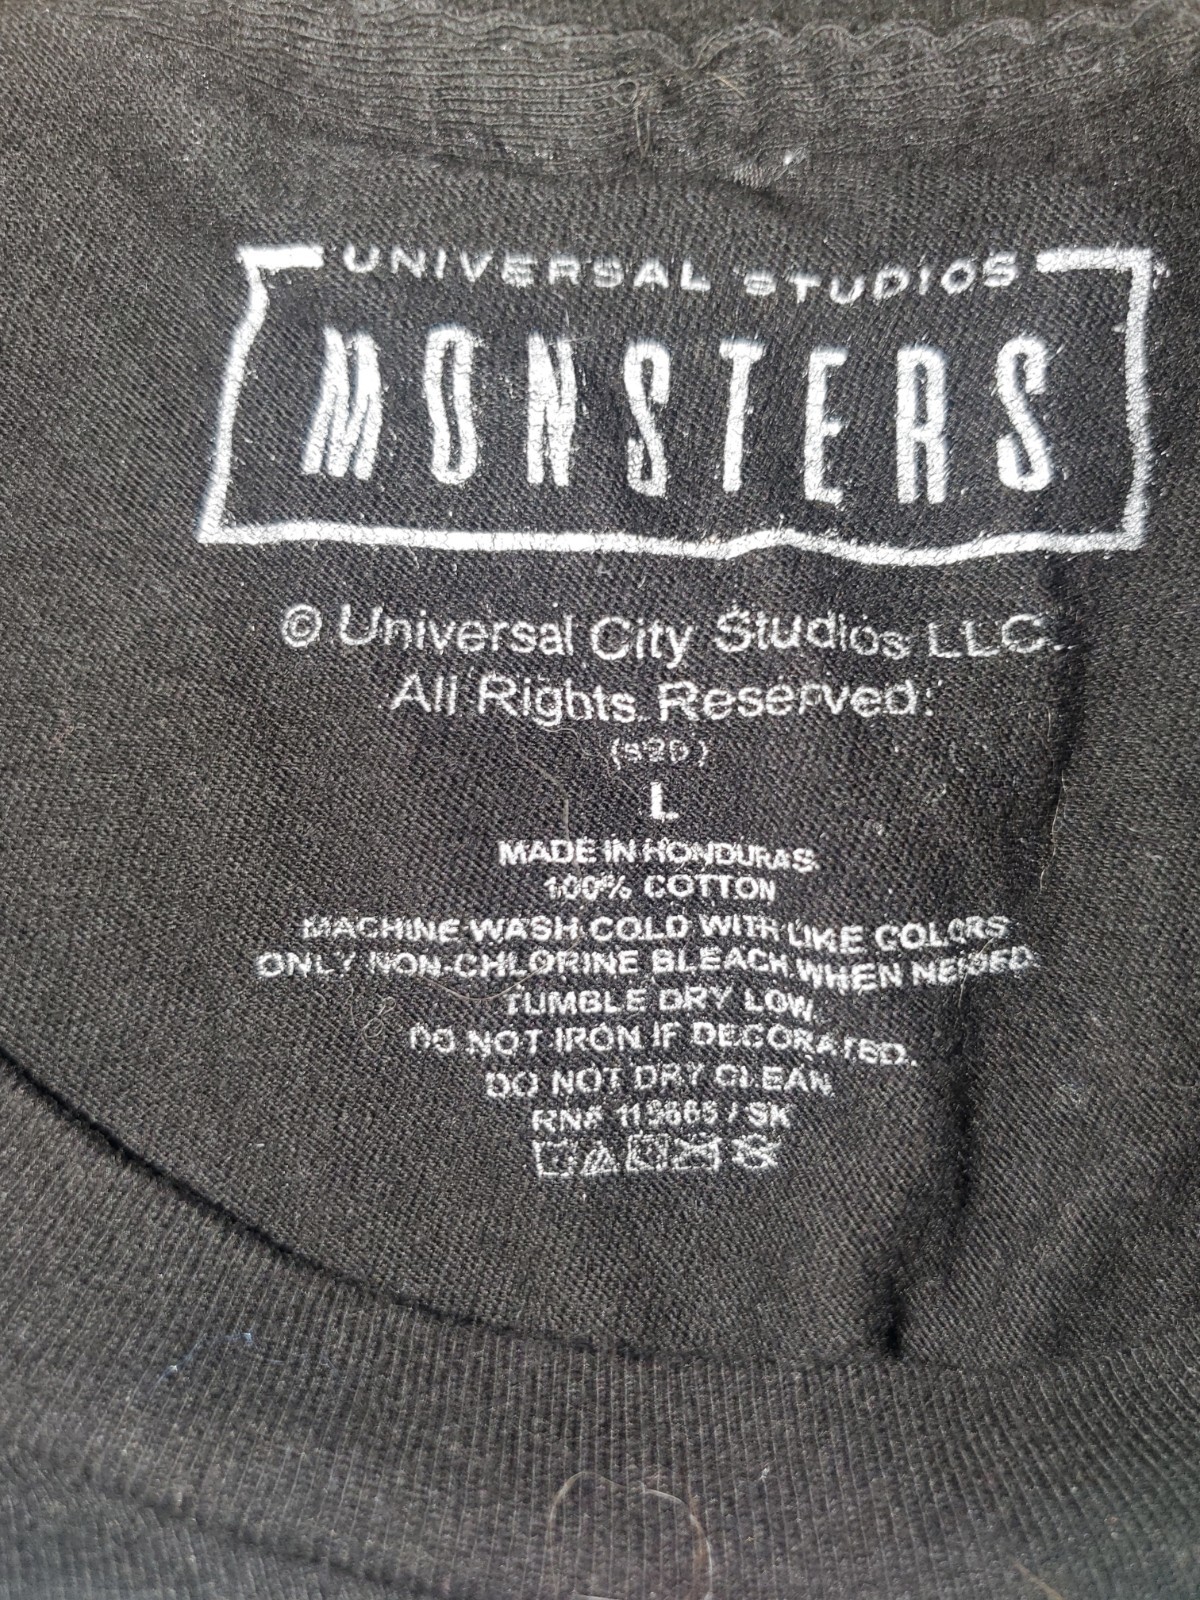 UNIVERSAL STUDIOS
MONSTERS
© Universal City Studios LLC.
All Rights Reserved.
L
MADE IN HONDURAS
100% COTTON
MACHINE WASH COLD WITH LIKE COLORS
ONLY NON-CHLORINE BLEACH WHEN NEEDED
TUMBLE DRY LOW.
DO NOT IRON IF DECORATED.
DO NOT DRY CLEAN
/ SK